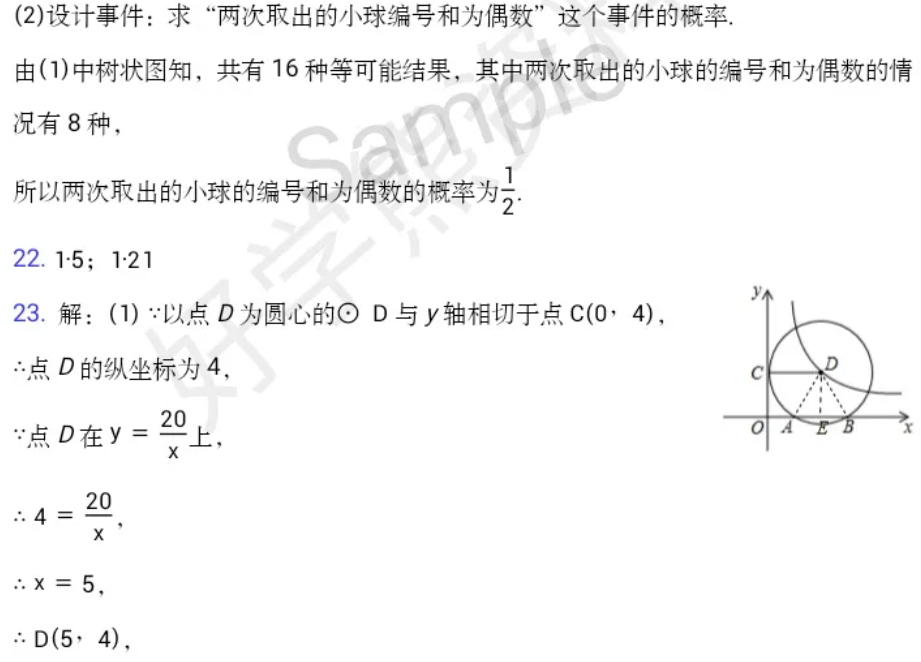 (2)设计事件：求“两次取出的小球编号和为偶数”这个事件的概率.
由(1)中树状图知，共有 16 种等可能结果，其中两次取出的小球的编号和为偶数的情
况有 8 种，
所以两次取出的小球的编号和为偶数的概率为1/2.
22. 1·5；1·21
23. 解：(1) ∵以点 D 为圆心的⊙ D 与 y 轴相切于点 C(0，4)，
∴点 D 的纵坐标为 4，
∵点 D 在 y = 20/x 上，
∴ 4 = 20/x，
∴ x = 5，
∴ D(5，4)，
y
C D
O A E B x
Sample